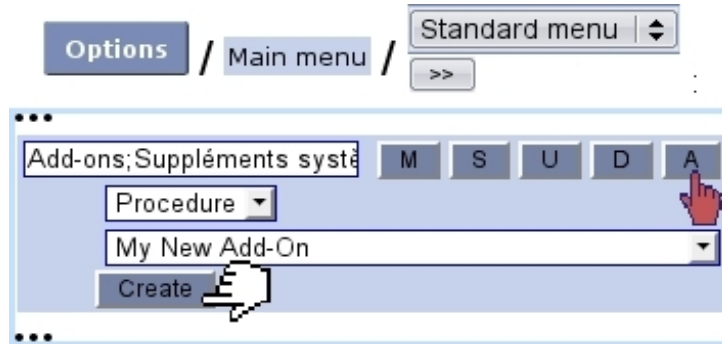 Options / Main menu / Standard menu
>>
:
•••
Add-ons;Suppléments systè M S U D A
Procedure
My New Add-On
Create
•••